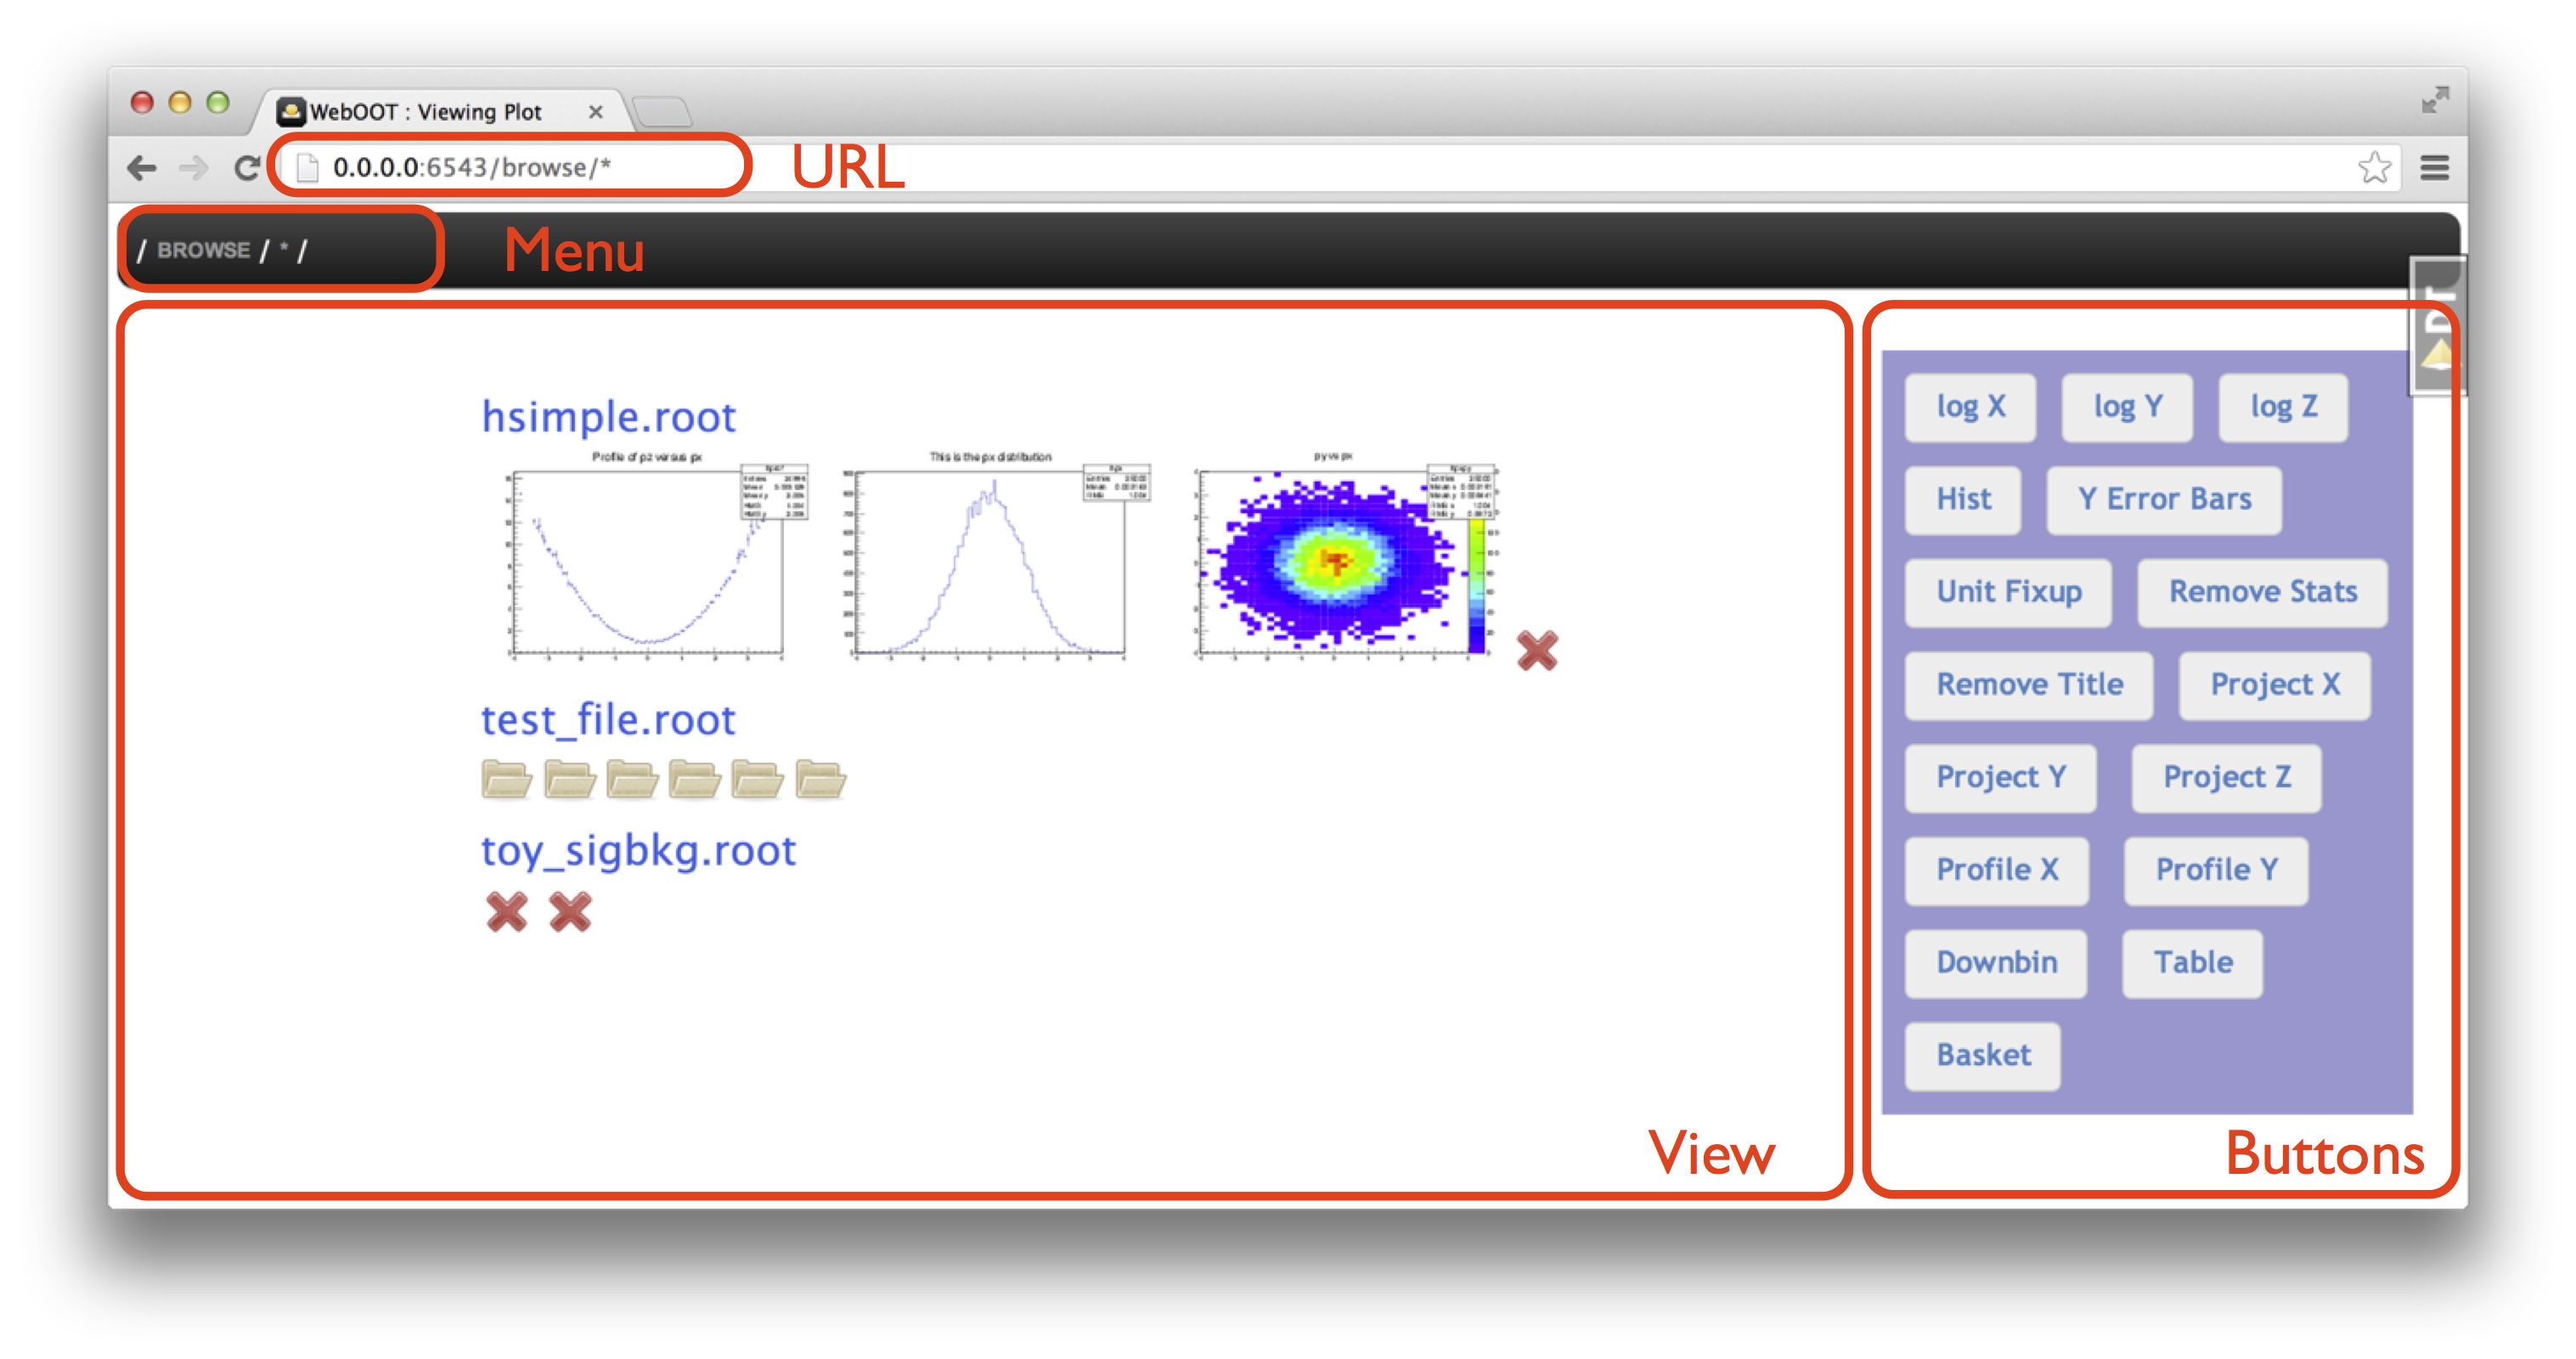 WebOOT : Viewing Plot
0.0.0.0:6543/browse/*
URL
/ BROWSE / * /
Menu
DT
hsimple.root
Profile of pz versus px
This is the px distribution
py vs px
test_file.root
toy_sigbkg.root
View
log X log Y log Z
Hist Y Error Bars
Unit Fixup Remove Stats
Remove Title Project X
Project Y Project Z
Profile X Profile Y
Downbin Table
Basket
Buttons